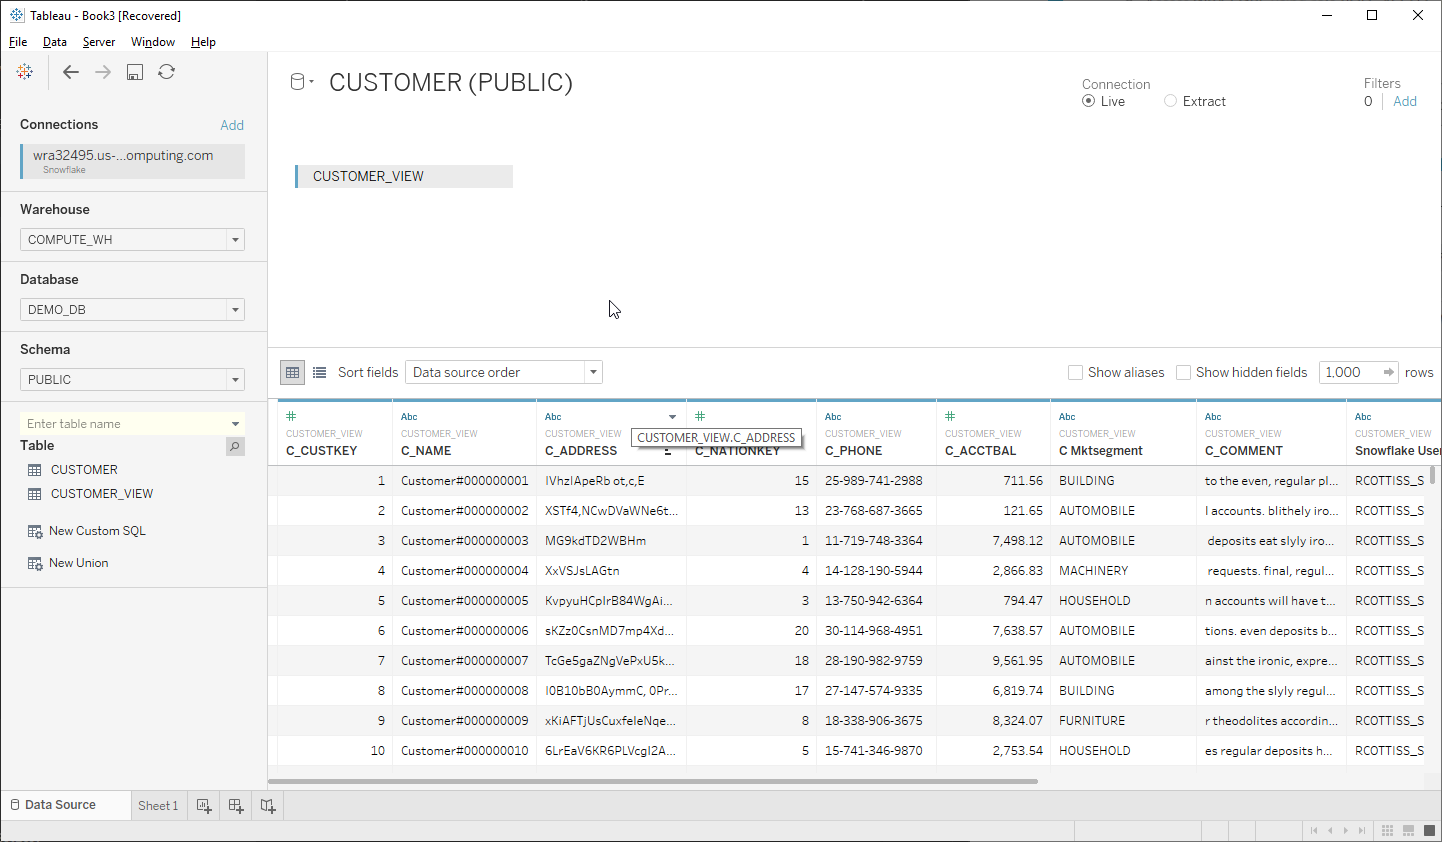 Tableau - Book3 [Recovered]
File Data Server Window Help
Connections Add
wra32495.us-...omputing.com
Snowflake
Warehouse
COMPUTE_WH
Database
DEMO_DB
Schema
PUBLIC
Enter table name
Table
CUSTOMER
CUSTOMER_VIEW
New Custom SQL
New Union
CUSTOMER (PUBLIC)
Connection
Live Extract
Filters
0 Add
CUSTOMER_VIEW
Sort fields Data source order Show aliases Show hidden fields 1,000 rows
Abc Abc Abc Abc Abc Abc
CUSTOMER_VIEW CUSTOMER_VIEW CUSTOMER_VIEW CUSTOMER_VIEW CUSTOMER_VIEW CUSTOMER_VIEW CUSTOMER_VIEW CUSTOMER_VIEW
CUSTOMER_VIEW.C_ADDRESS
C_CUSTKEY C_NAME C_ADDRESS C_NATIONKEY C_PHONE C_ACCTBAL C Mktsegment C_COMMENT Snowflake User
1 Customer#000000001 IVhzIApeRb ot,c,E 15 25-989-741-2988 711.56 BUILDING to the even, regular pl... RCOTTISS_S
2 Customer#000000002 XSTf4,NCwDVaWNe6t... 13 23-768-687-3665 121.65 AUTOMOBILE l accounts. blithely iro... RCOTTISS_S
3 Customer#000000003 MG9kdTD2WBHm 1 11-719-748-3364 7,498.12 AUTOMOBILE deposits eat slyly iro... RCOTTISS_S
4 Customer#000000004 XxVSJsLAGtn 4 14-128-190-5944 2,866.83 MACHINERY requests. final, regul... RCOTTISS_S
5 Customer#000000005 KvpyuHCplrB84WgAi... 3 13-750-942-6364 794.47 HOUSEHOLD n accounts will have t... RCOTTISS_S
6 Customer#000000006 sKZz0CsnMD7mp4Xd... 20 30-114-968-4951 7,638.57 AUTOMOBILE tions. even deposits b... RCOTTISS_S
7 Customer#000000007 TcGe5gaZNgVePxU5k... 18 28-190-982-9759 9,561.95 AUTOMOBILE ainst the ironic, expre... RCOTTISS_S
8 Customer#000000008 I0B10bB0AymmC, 0Pr... 17 27-147-574-9335 6,819.74 BUILDING among the slyly regul... RCOTTISS_S
9 Customer#000000009 xKiAFTjUsCuxfeleNqe... 8 18-338-906-3675 8,324.07 FURNITURE r theodolites accordin... RCOTTISS_S
10 Customer#000000010 6LrEaV6KR6PLVcgl2A... 5 15-741-346-9870 2,753.54 HOUSEHOLD es regular deposits h... RCOTTISS_S
Data Source Sheet 1